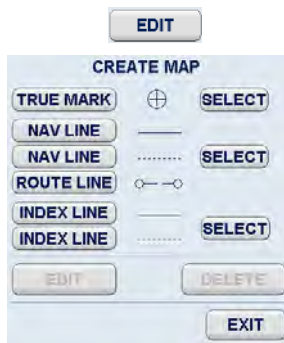 EDIT
CREATE MAP
TRUE MARK SELECT
NAV LINE
NAV LINE SELECT
ROUTE LINE
INDEX LINE
INDEX LINE SELECT
EDIT DELETE
EXIT